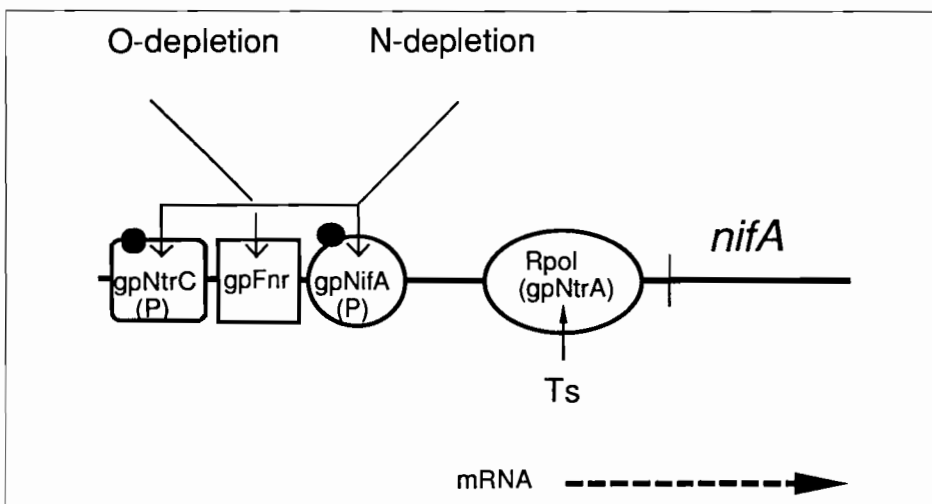 O-depletion N-depletion
nifA
gpNtrC gpFnr gpNifA Rpol
(P) (P) (gpNtrA)
Ts
mRNA